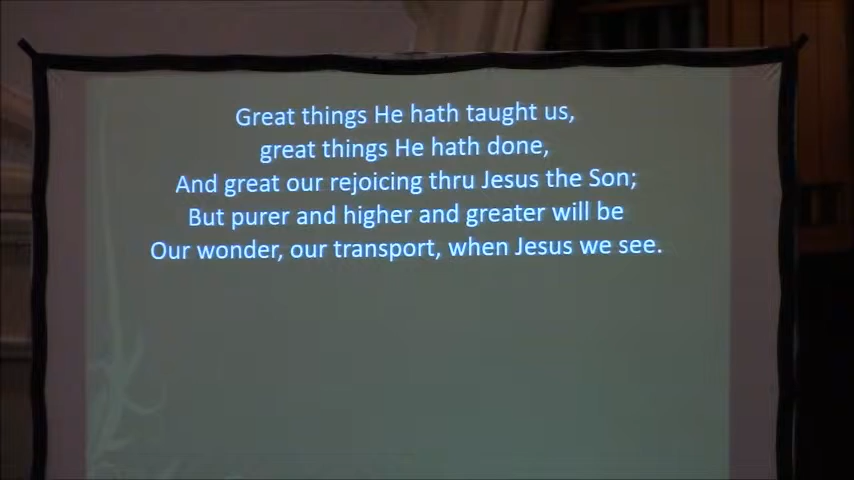 Great things He hath taught us,
great things He hath done,
And great our rejoicing thru Jesus the Son;
But purer and higher and greater will be
Our wonder, our transport, when Jesus we see.